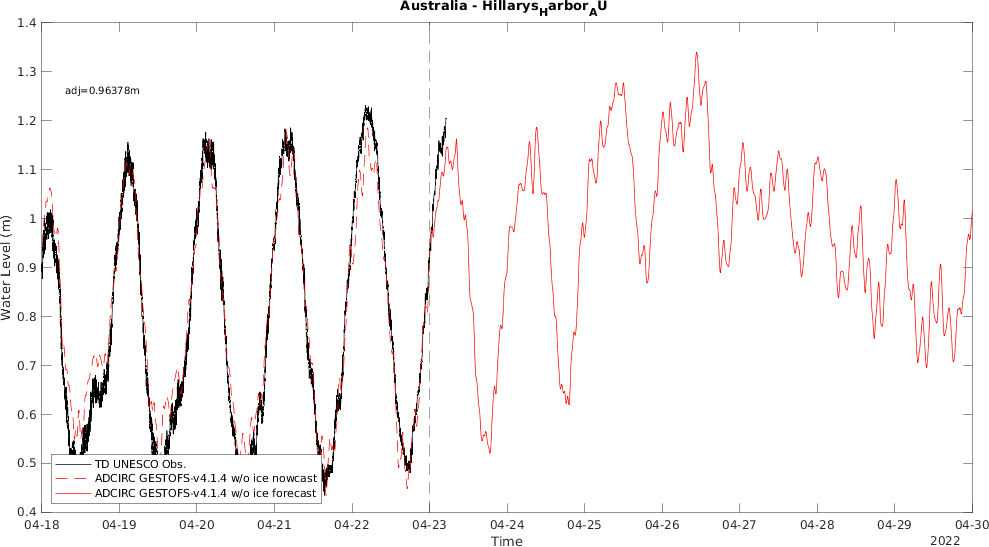 Australia - Hillarys_Harbor_AU
1.4
1.3
1.2
1.1
1
0.9
0.8
0.7
0.6
0.5
0.4
Water Level (m)
adj=0.96378m
TD UNESCO Obs.
ADCIRC GESTOFS-v4.1.4 w/o ice nowcast
ADCIRC GESTOFS-v4.1.4 w/o ice forecast
04-18 04-19 04-20 04-21 04-22 04-23 04-24 04-25 04-26 04-27 04-28 04-29 04-30
Time
2022